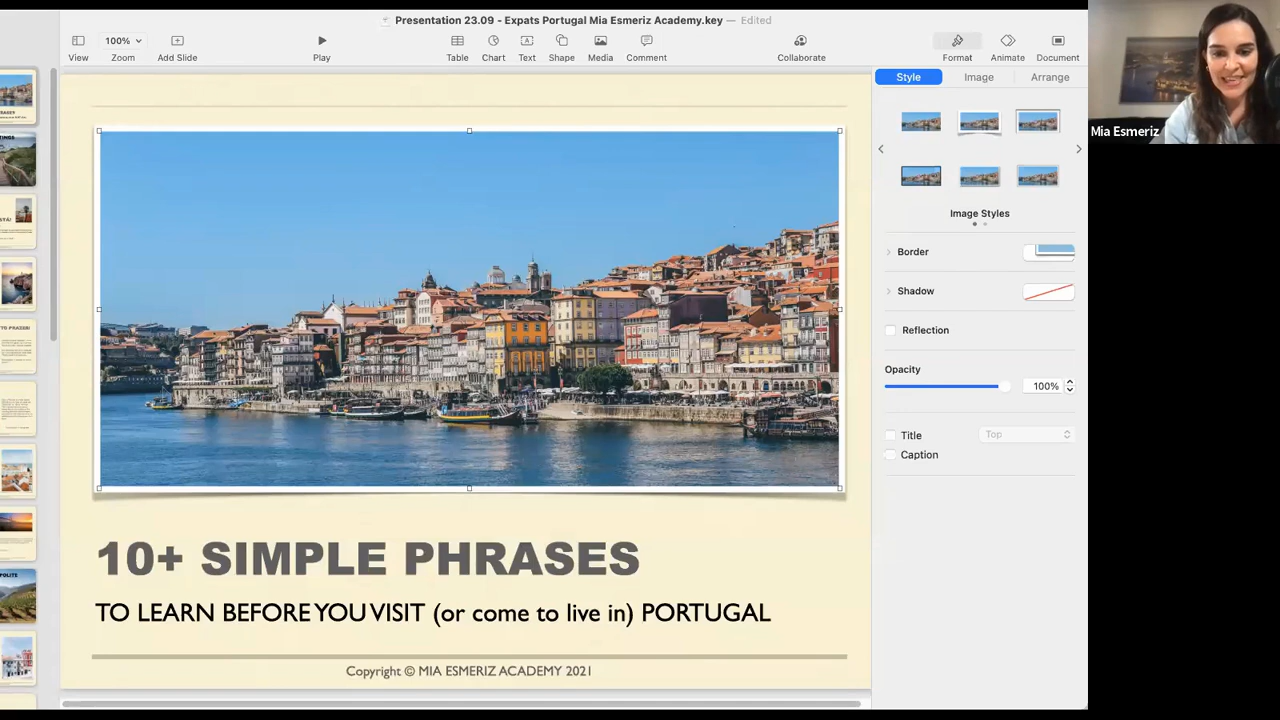 Presentation 23.09 - Expats Portugal Mia Esmeriz Academy.key — Edited
100%
View
Zoom
Add Slide
Play
Table
Chart
Text
Shape
Media
Comment
Collaborate
Format
Animate
Document
Style
Image
Arrange
Mia Esmeriz
Image Styles
Border
Shadow
Reflection
Opacity
100%
Title
Top
Caption
10+ SIMPLE PHRASES
TO LEARN BEFORE YOU VISIT (or come to live in) PORTUGAL
Copyright © MIA ESMERIZ ACADEMY 2021